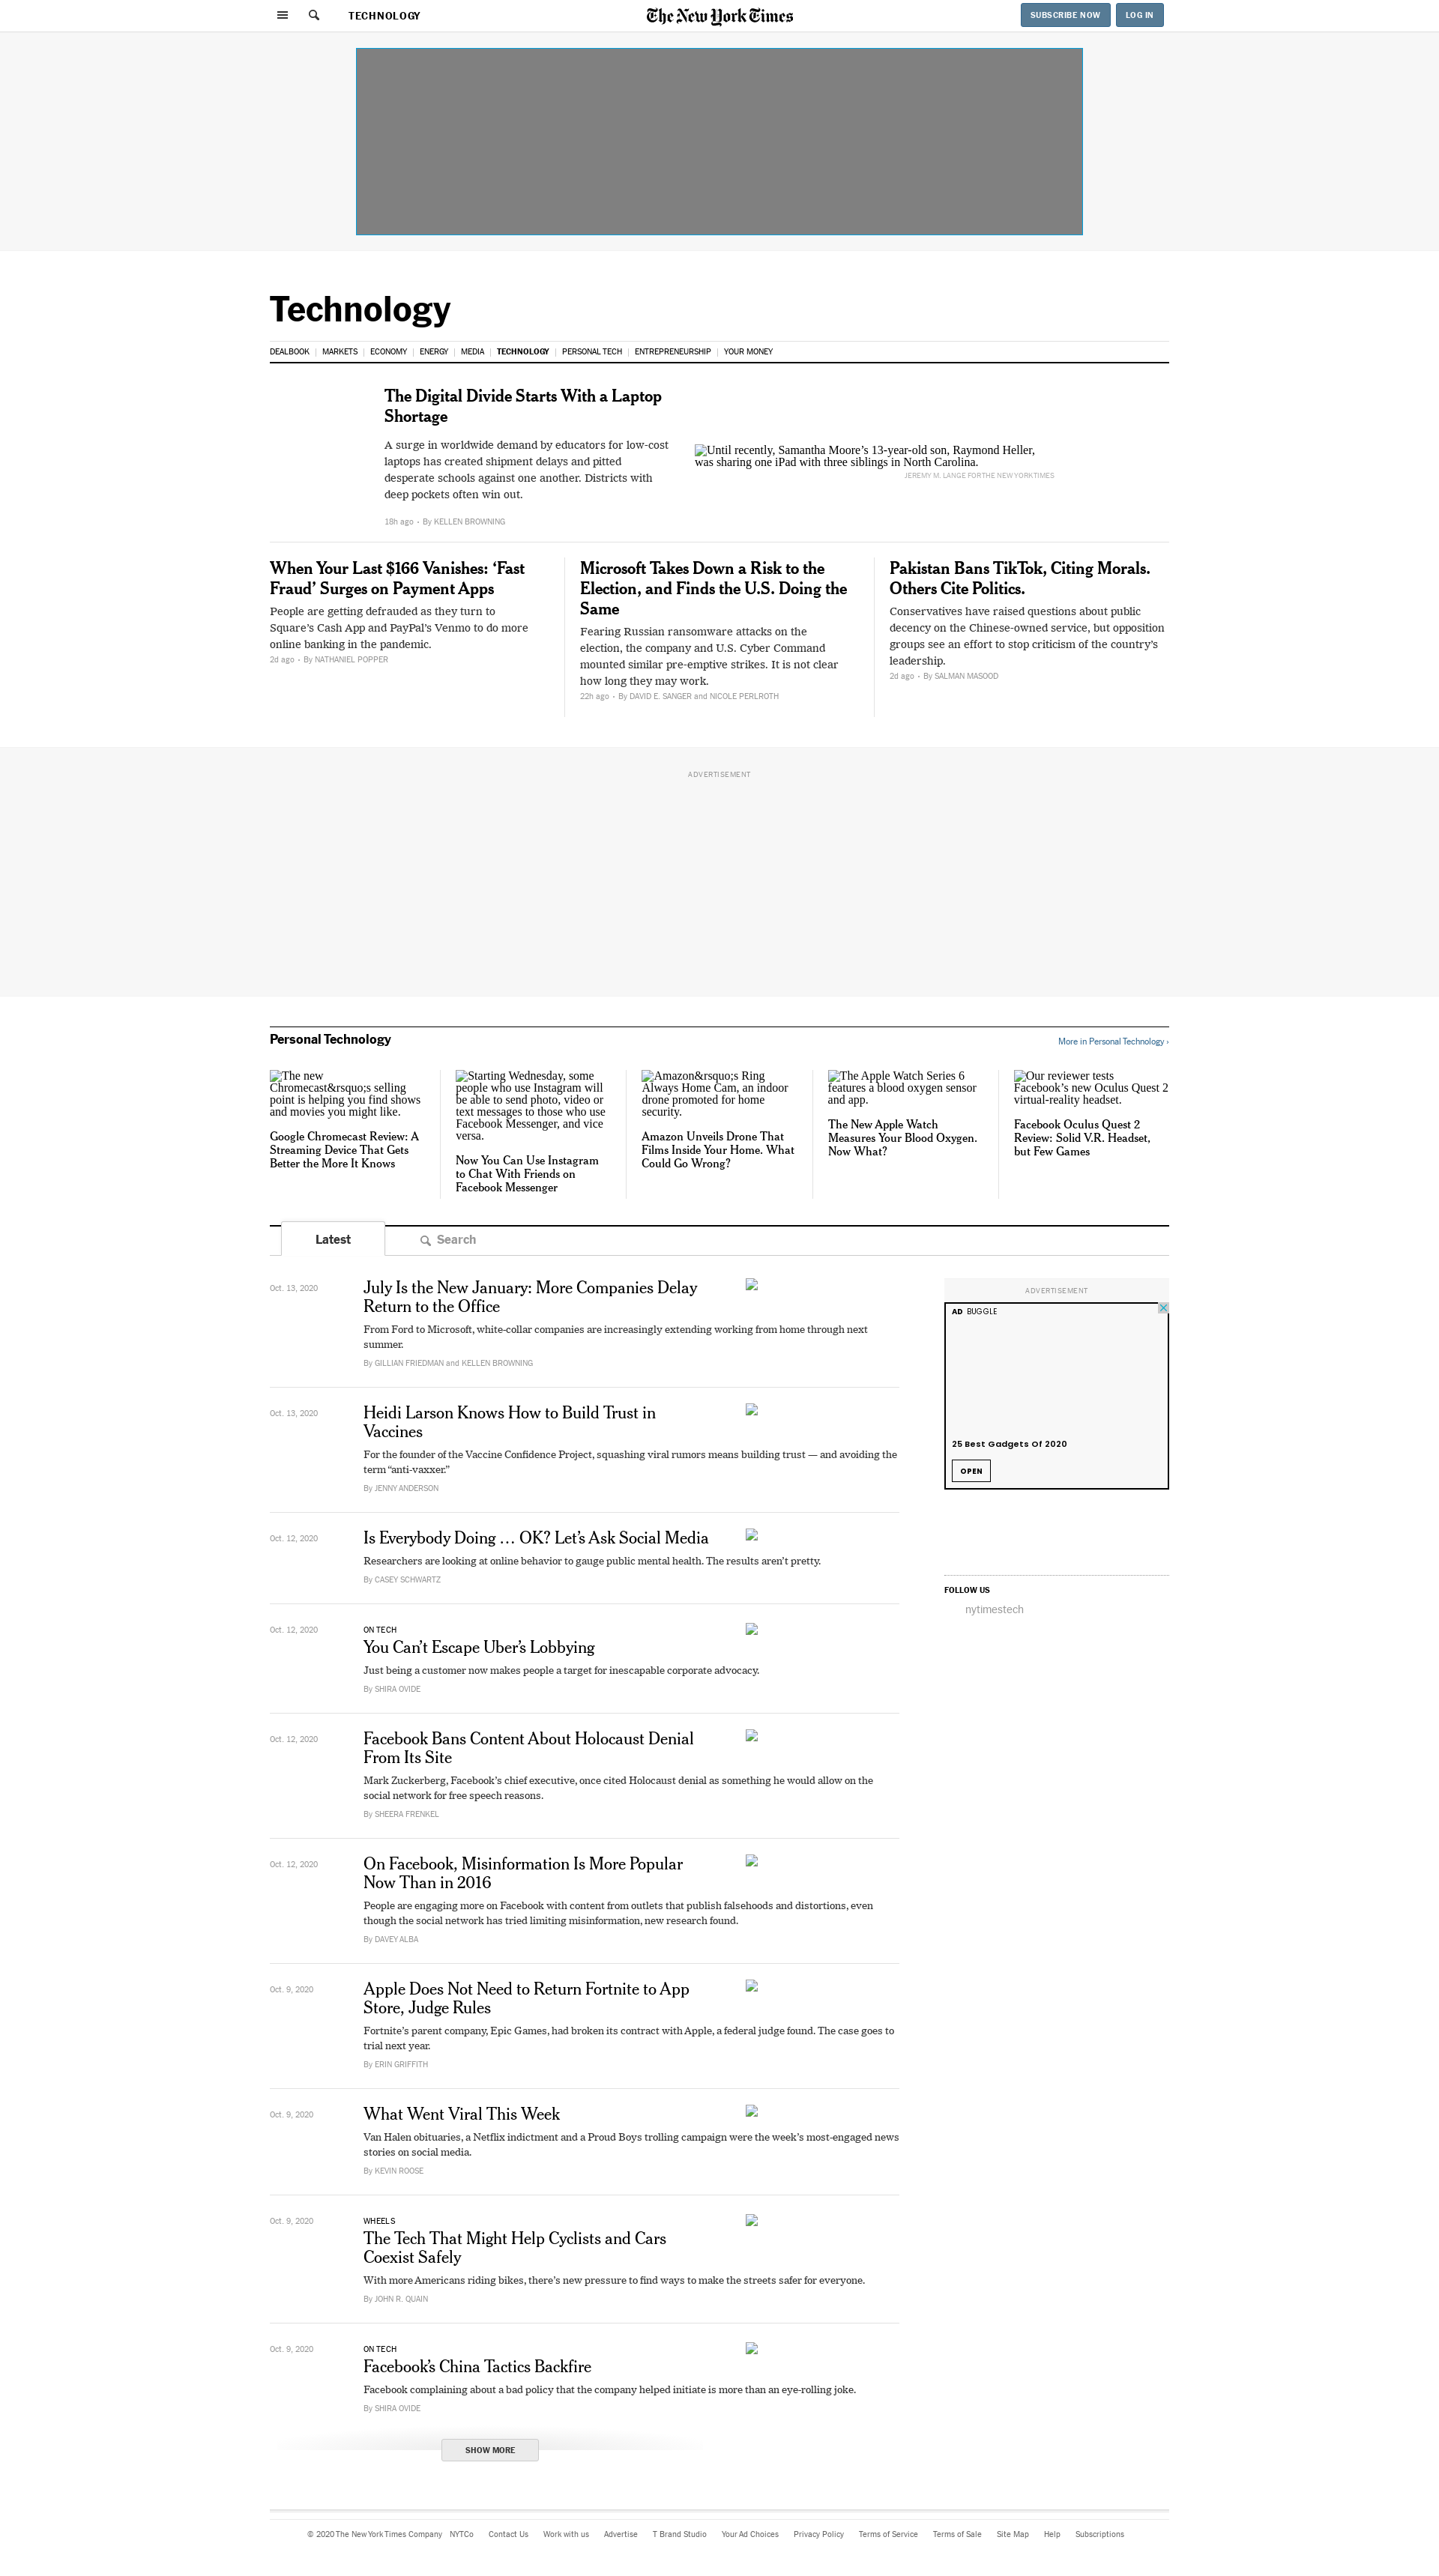 TECHNOLOGY
The New York Times
SUBSCRIBE NOW
LOG IN
Technology
DEALBOOK
MARKETS
ECONOMY
ENERGY
MEDIA
TECHNOLOGY
PERSONAL TECH
ENTREPRENEURSHIP
YOUR MONEY
The Digital Divide Starts With a Laptop
Shortage
A surge in worldwide demand by educators for low-cost
laptops has created shipment delays and pitted
desperate schools against one another. Districts with
deep pockets often win out.
18h ago • By KELLEN BROWNING
Until recently, Samantha Moore’s 13-year-old son, Raymond Heller,
was sharing one iPad with three siblings in North Carolina.
JEREMY M. LANGE FOR THE NEW YORK TIMES
When Your Last $166 Vanishes: ‘Fast
Fraud’ Surges on Payment Apps
People are getting defrauded as they turn to
Square’s Cash App and PayPal’s Venmo to do more
online banking in the pandemic.
2d ago • By NATHANIEL POPPER
Microsoft Takes Down a Risk to the
Election, and Finds the U.S. Doing the
Same
Fearing Russian ransomware attacks on the
election, the company and U.S. Cyber Command
mounted similar pre-emptive strikes. It is not clear
how long they may work.
22h ago • By DAVID E. SANGER and NICOLE PERLROTH
Pakistan Bans TikTok, Citing Morals.
Others Cite Politics.
Conservatives have raised questions about public
decency on the Chinese-owned service, but opposition
groups see an effort to stop criticism of the country’s
leadership.
2d ago • By SALMAN MASOOD
ADVERTISEMENT
Personal Technology
More in Personal Technology ›
The new
Chromecast&rsquo;s selling
point is helping you find shows
and movies you might like.
Google Chromecast Review: A
Streaming Device That Gets
Better the More It Knows
Starting Wednesday, some
people who use Instagram will
be able to send photo, video or
text messages to those who use
Facebook Messenger, and vice
versa.
Now You Can Use Instagram
to Chat With Friends on
Facebook Messenger
Amazon&rsquo;s Ring
Always Home Cam, an indoor
drone promoted for home
security.
Amazon Unveils Drone That
Films Inside Your Home. What
Could Go Wrong?
The Apple Watch Series 6
features a blood oxygen sensor
and app.
The New Apple Watch
Measures Your Blood Oxygen.
Now What?
Our reviewer tests
Facebook’s new Oculus Quest 2
virtual-reality headset.
Facebook Oculus Quest 2
Review: Solid V.R. Headset,
but Few Games
Latest
Search
Oct. 13, 2020
July Is the New January: More Companies Delay
Return to the Office
From Ford to Microsoft, white-collar companies are increasingly extending working from home through next
summer.
By GILLIAN FRIEDMAN and KELLEN BROWNING
Oct. 13, 2020
Heidi Larson Knows How to Build Trust in
Vaccines
For the founder of the Vaccine Confidence Project, squashing viral rumors means building trust — and avoiding the
term “anti-vaxxer.”
By JENNY ANDERSON
Oct. 12, 2020
Is Everybody Doing … OK? Let’s Ask Social Media
Researchers are looking at online behavior to gauge public mental health. The results aren’t pretty.
By CASEY SCHWARTZ
Oct. 12, 2020
ON TECH
You Can’t Escape Uber’s Lobbying
Just being a customer now makes people a target for inescapable corporate advocacy.
By SHIRA OVIDE
Oct. 12, 2020
Facebook Bans Content About Holocaust Denial
From Its Site
Mark Zuckerberg, Facebook’s chief executive, once cited Holocaust denial as something he would allow on the
social network for free speech reasons.
By SHEERA FRENKEL
Oct. 12, 2020
On Facebook, Misinformation Is More Popular
Now Than in 2016
People are engaging more on Facebook with content from outlets that publish falsehoods and distortions, even
though the social network has tried limiting misinformation, new research found.
By DAVEY ALBA
Oct. 9, 2020
Apple Does Not Need to Return Fortnite to App
Store, Judge Rules
Fortnite’s parent company, Epic Games, had broken its contract with Apple, a federal judge found. The case goes to
trial next year.
By ERIN GRIFFITH
Oct. 9, 2020
What Went Viral This Week
Van Halen obituaries, a Netflix indictment and a Proud Boys trolling campaign were the week’s most-engaged news
stories on social media.
By KEVIN ROOSE
Oct. 9, 2020
WHEELS
The Tech That Might Help Cyclists and Cars
Coexist Safely
With more Americans riding bikes, there’s new pressure to find ways to make the streets safer for everyone.
By JOHN R. QUAIN
Oct. 9, 2020
ON TECH
Facebook’s China Tactics Backfire
Facebook complaining about a bad policy that the company helped initiate is more than an eye-rolling joke.
By SHIRA OVIDE
SHOW MORE
ADVERTISEMENT
AD BUGGLE
25 Best Gadgets Of 2020
OPEN
FOLLOW US
nytimestech
© 2020 The New York Times Company
NYTCo
Contact Us
Work with us
Advertise
T Brand Studio
Your Ad Choices
Privacy Policy
Terms of Service
Terms of Sale
Site Map
Help
Subscriptions